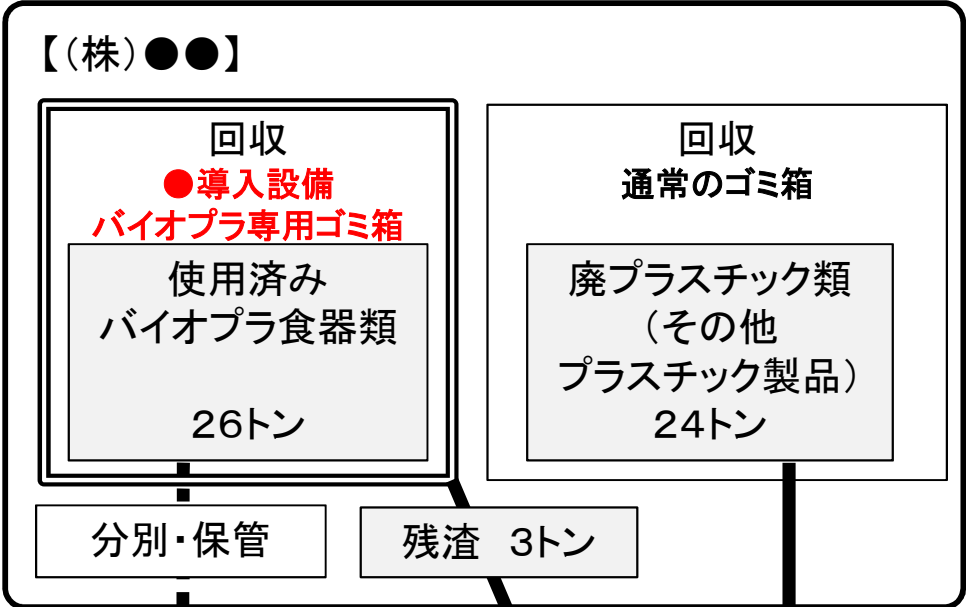 【(株)●●】
回収
●導入設備
バイオプラ専用ゴミ箱
使用済み
バイオプラ食器類
26トン
回収
通常のゴミ箱
廃プラスチック類
(その他
プラスチック製品)
24トン
分別・保管
残渣 3トン